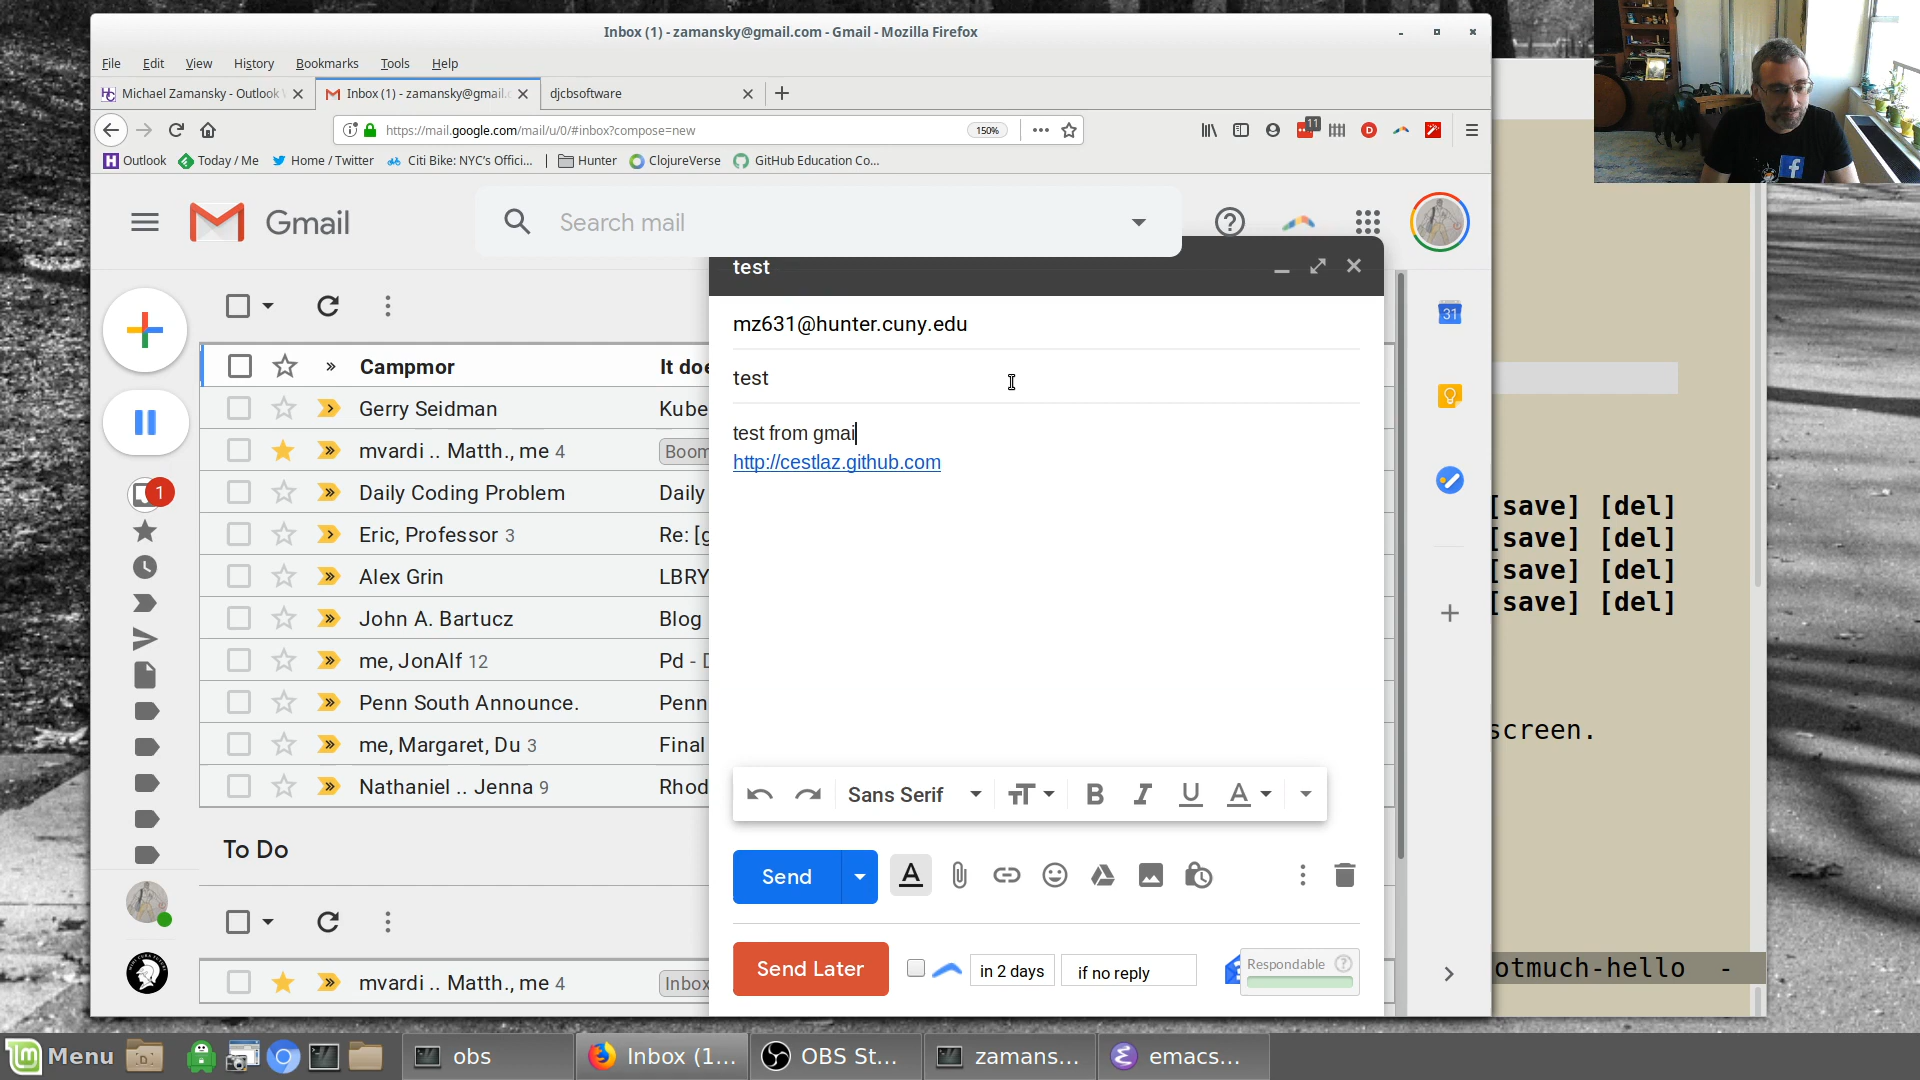 Inbox (1) - zamansky@gmail.com - Gmail - Mozilla Firefox
File Edit View History Bookmarks Tools Help
Michael Zamansky - Outlook
Inbox (1) - zamansky@gmail.c
djcbsoftware
https://mail.google.com/mail/u/0/#inbox?compose=new
150%
11
Outlook Today / Me Home / Twitter Citi Bike: NYC's Offici... Hunter ClojureVerse GitHub Education Co...
Gmail
Search mail
test
mz631@hunter.cuny.edu
test
test from gmai
http://cestlaz.github.com
Campmor It doe
Gerry Seidman Kube
mvardi .. Matth., me 4 Boom
Daily Coding Problem Daily
Eric, Professor 3 Re: [g
Alex Grin LBRY
John A. Bartucz Blog
me, JonAlf 12 Pd - D
Penn South Announce. Penn
me, Margaret, Du 3 Final
Nathaniel .. Jenna 9 Rhod
1
To Do
mvardi .. Matth., me 4 Inbox
Sans Serif
B I U A
Send
Send Later
in 2 days
if no reply
Respondable
31
[save] [del]
[save] [del]
[save] [del]
[save] [del]
screen.
otmuch-hello -
Menu
obs
Inbox (1...
OBS St...
zamans...
emacs...